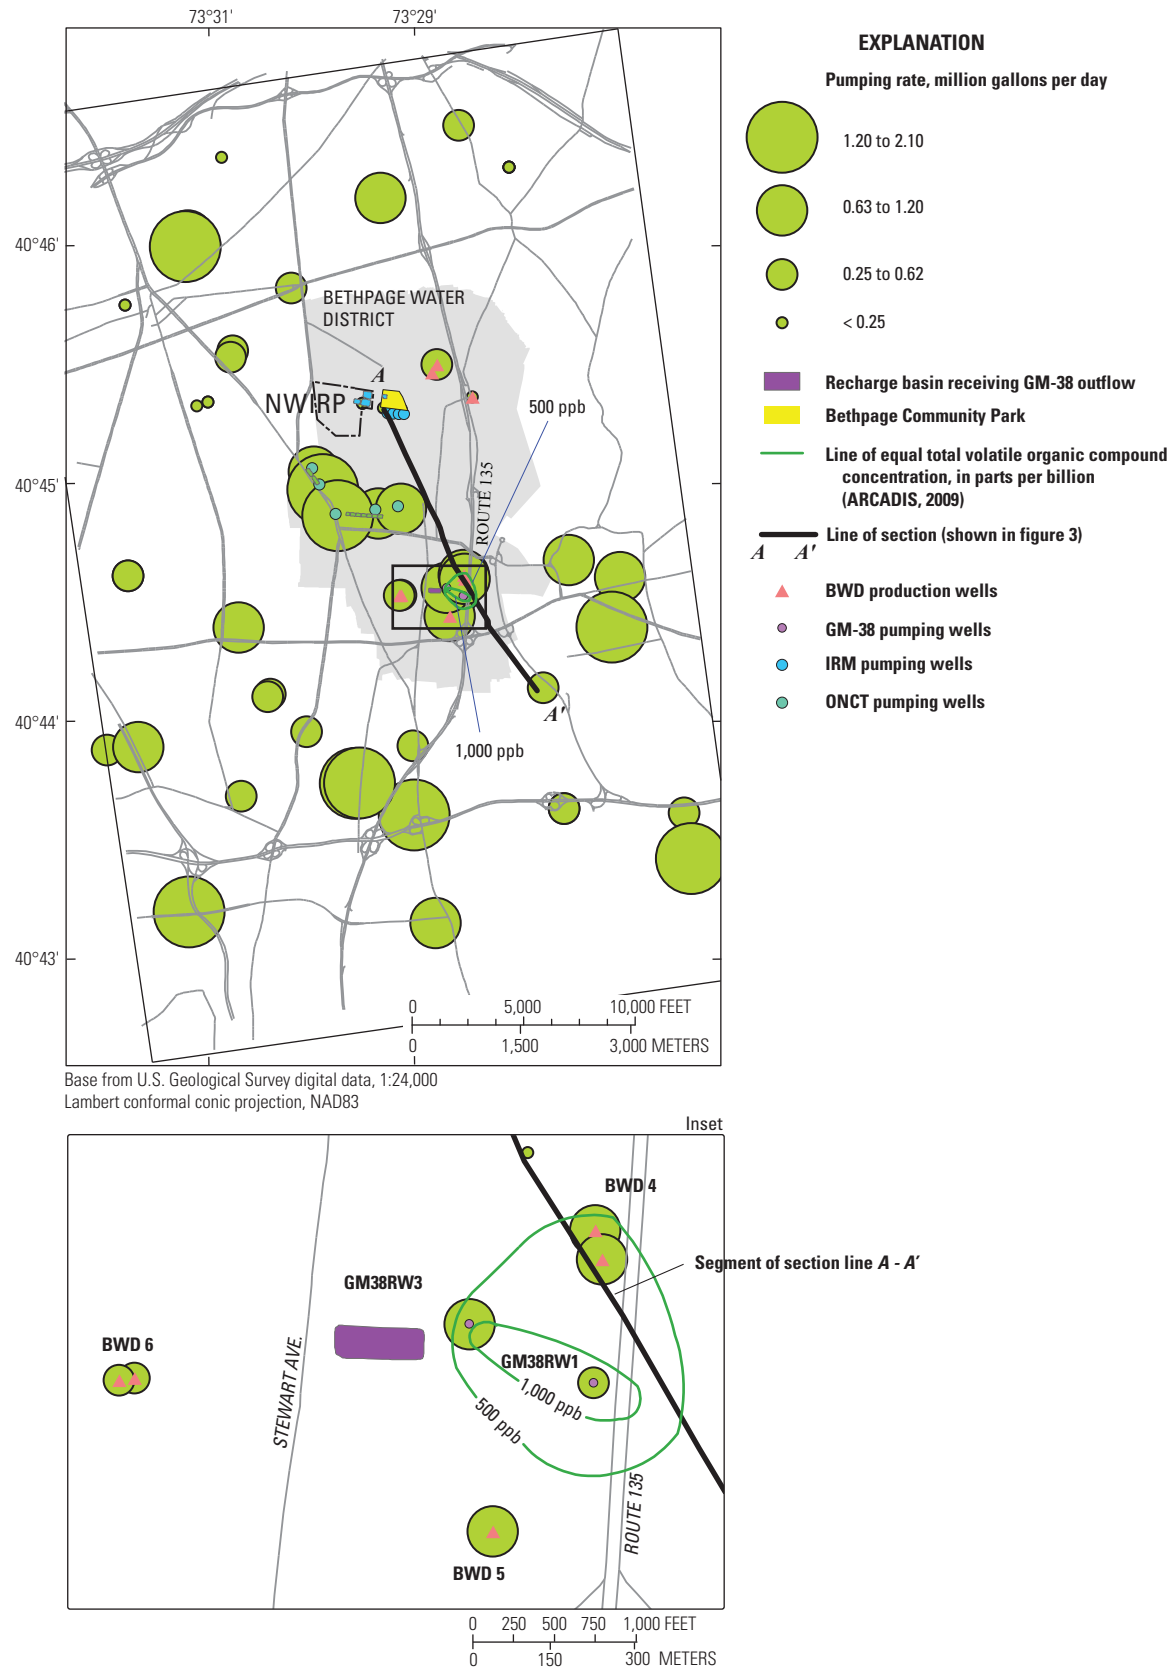 73°31'
73°29'
40°46'
40°45'
40°44'
40°43'
BETHPAGE WATER
DISTRICT
A
NWIRP
500 ppb
ROUTE 135
A'
1,000 ppb
0 5,000 10,000 FEET
0 1,500 3,000 METERS
Base from U.S. Geological Survey digital data, 1:24,000
Lambert conformal conic projection, NAD83
EXPLANATION
Pumping rate, million gallons per day
1.20 to 2.10
0.63 to 1.20
0.25 to 0.62
< 0.25
Recharge basin receiving GM-38 outflow
Bethpage Community Park
Line of equal total volatile organic compound
concentration, in parts per billion
(ARCADIS, 2009)
Line of section (shown in figure 3)
A A'
BWD production wells
GM-38 pumping wells
IRM pumping wells
ONCT pumping wells
Inset
BWD 4
Segment of section line A - A'
GM38RW3
BWD 6
GM38RW1
STEWART AVE.
1,000 ppb
500 ppb
ROUTE 135
BWD 5
0 250 500 750 1,000 FEET
0 150 300 METERS